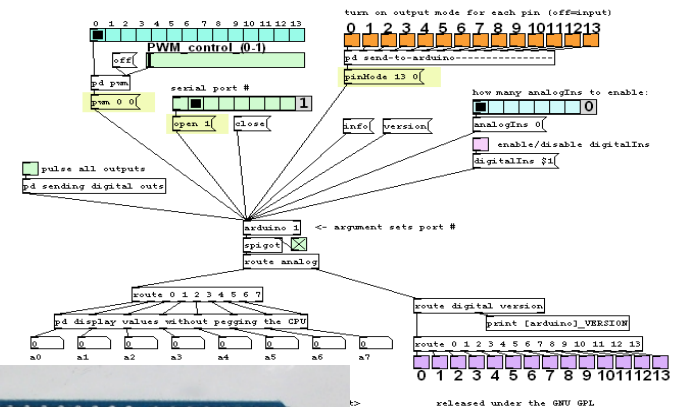 turn on output mode for each pin (off=input)
0 1 2 3 4 5 6 7 8 9 10 11 12 13
0 1 2 3 4 5 6 7 8 9 10 11 12 13
PWM_control_(0-1)
off
pd send-to-arduino
pd pwm
pinMode 13 0
pwm 0 0
serial port #
1
how many analogIns to enable:
0
open 1
close
info
version
analogIns 0
enable/disable digitalIns
digitalIns $1
pulse all outputs
pd sending digital outs
arduino 1
<- argument sets port #
spigot
route analog
route 0 1 2 3 4 5 6 7
route digital version
pd display values without pegging the CPU
print [arduino]_VERSION
0 0 0 0 0 0 0 0
route 0 1 2 3 4 5 6 7 8 9 10 11 12 13
a0 a1 a2 a3 a4 a5 a6 a7
0 1 2 3 4 5 6 7 8 9 10 11 12 13
t>
released under the GNU GPL